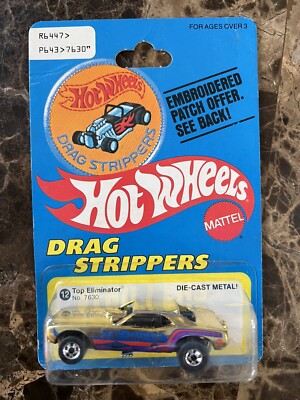 R6447>
P643>7630"
FOR AGES OVER 3
Hot Wheels
DRAG STRIPPERS
EMBROIDERED
PATCH OFFER.
SEE BACK!
Hot Wheels
MATTEL
DRAG
STRIPPERS
12 Top Eliminator
No. 7630
DIE-CAST METAL!